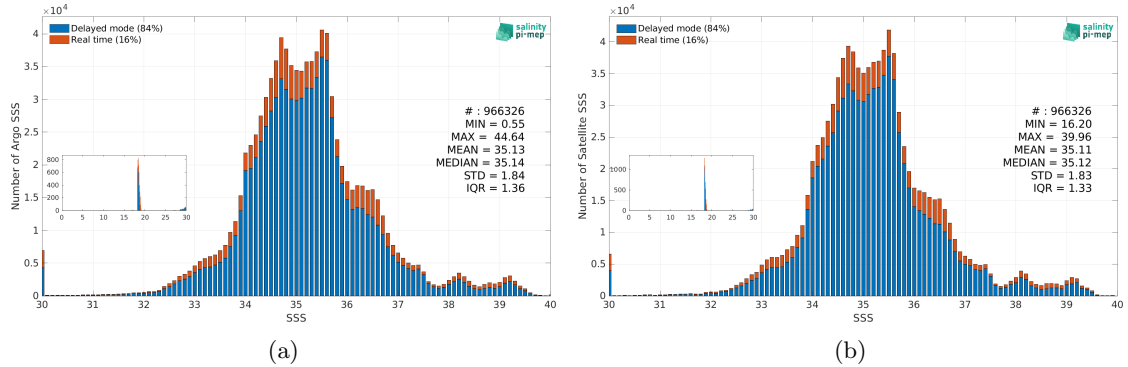 ×10⁴
Delayed mode (84%)
Real time (16%)
salinity
pi-mep
Number of Argo SSS
4
3.5
3
2.5
2
1.5
1
0.5
0
# : 966326
MIN = 0.55
MAX = 44.64
MEAN = 35.13
MEDIAN = 35.14
STD = 1.84
IQR = 1.36
800
600
400
200
0
0 5 10 15 20 25 30
30 31 32 33 34 35 36 37 38 39 40
SSS
(a)
×10⁴
Delayed mode (84%)
Real time (16%)
salinity
pi-mep
Number of Satellite SSS
4
3.5
3
2.5
2
1.5
1
0.5
0
# : 966326
MIN = 16.20
MAX = 39.96
MEAN = 35.11
MEDIAN = 35.12
STD = 1.83
IQR = 1.33
1000
500
0
0 5 10 15 20 25 30
30 31 32 33 34 35 36 37 38 39 40
SSS
(b)